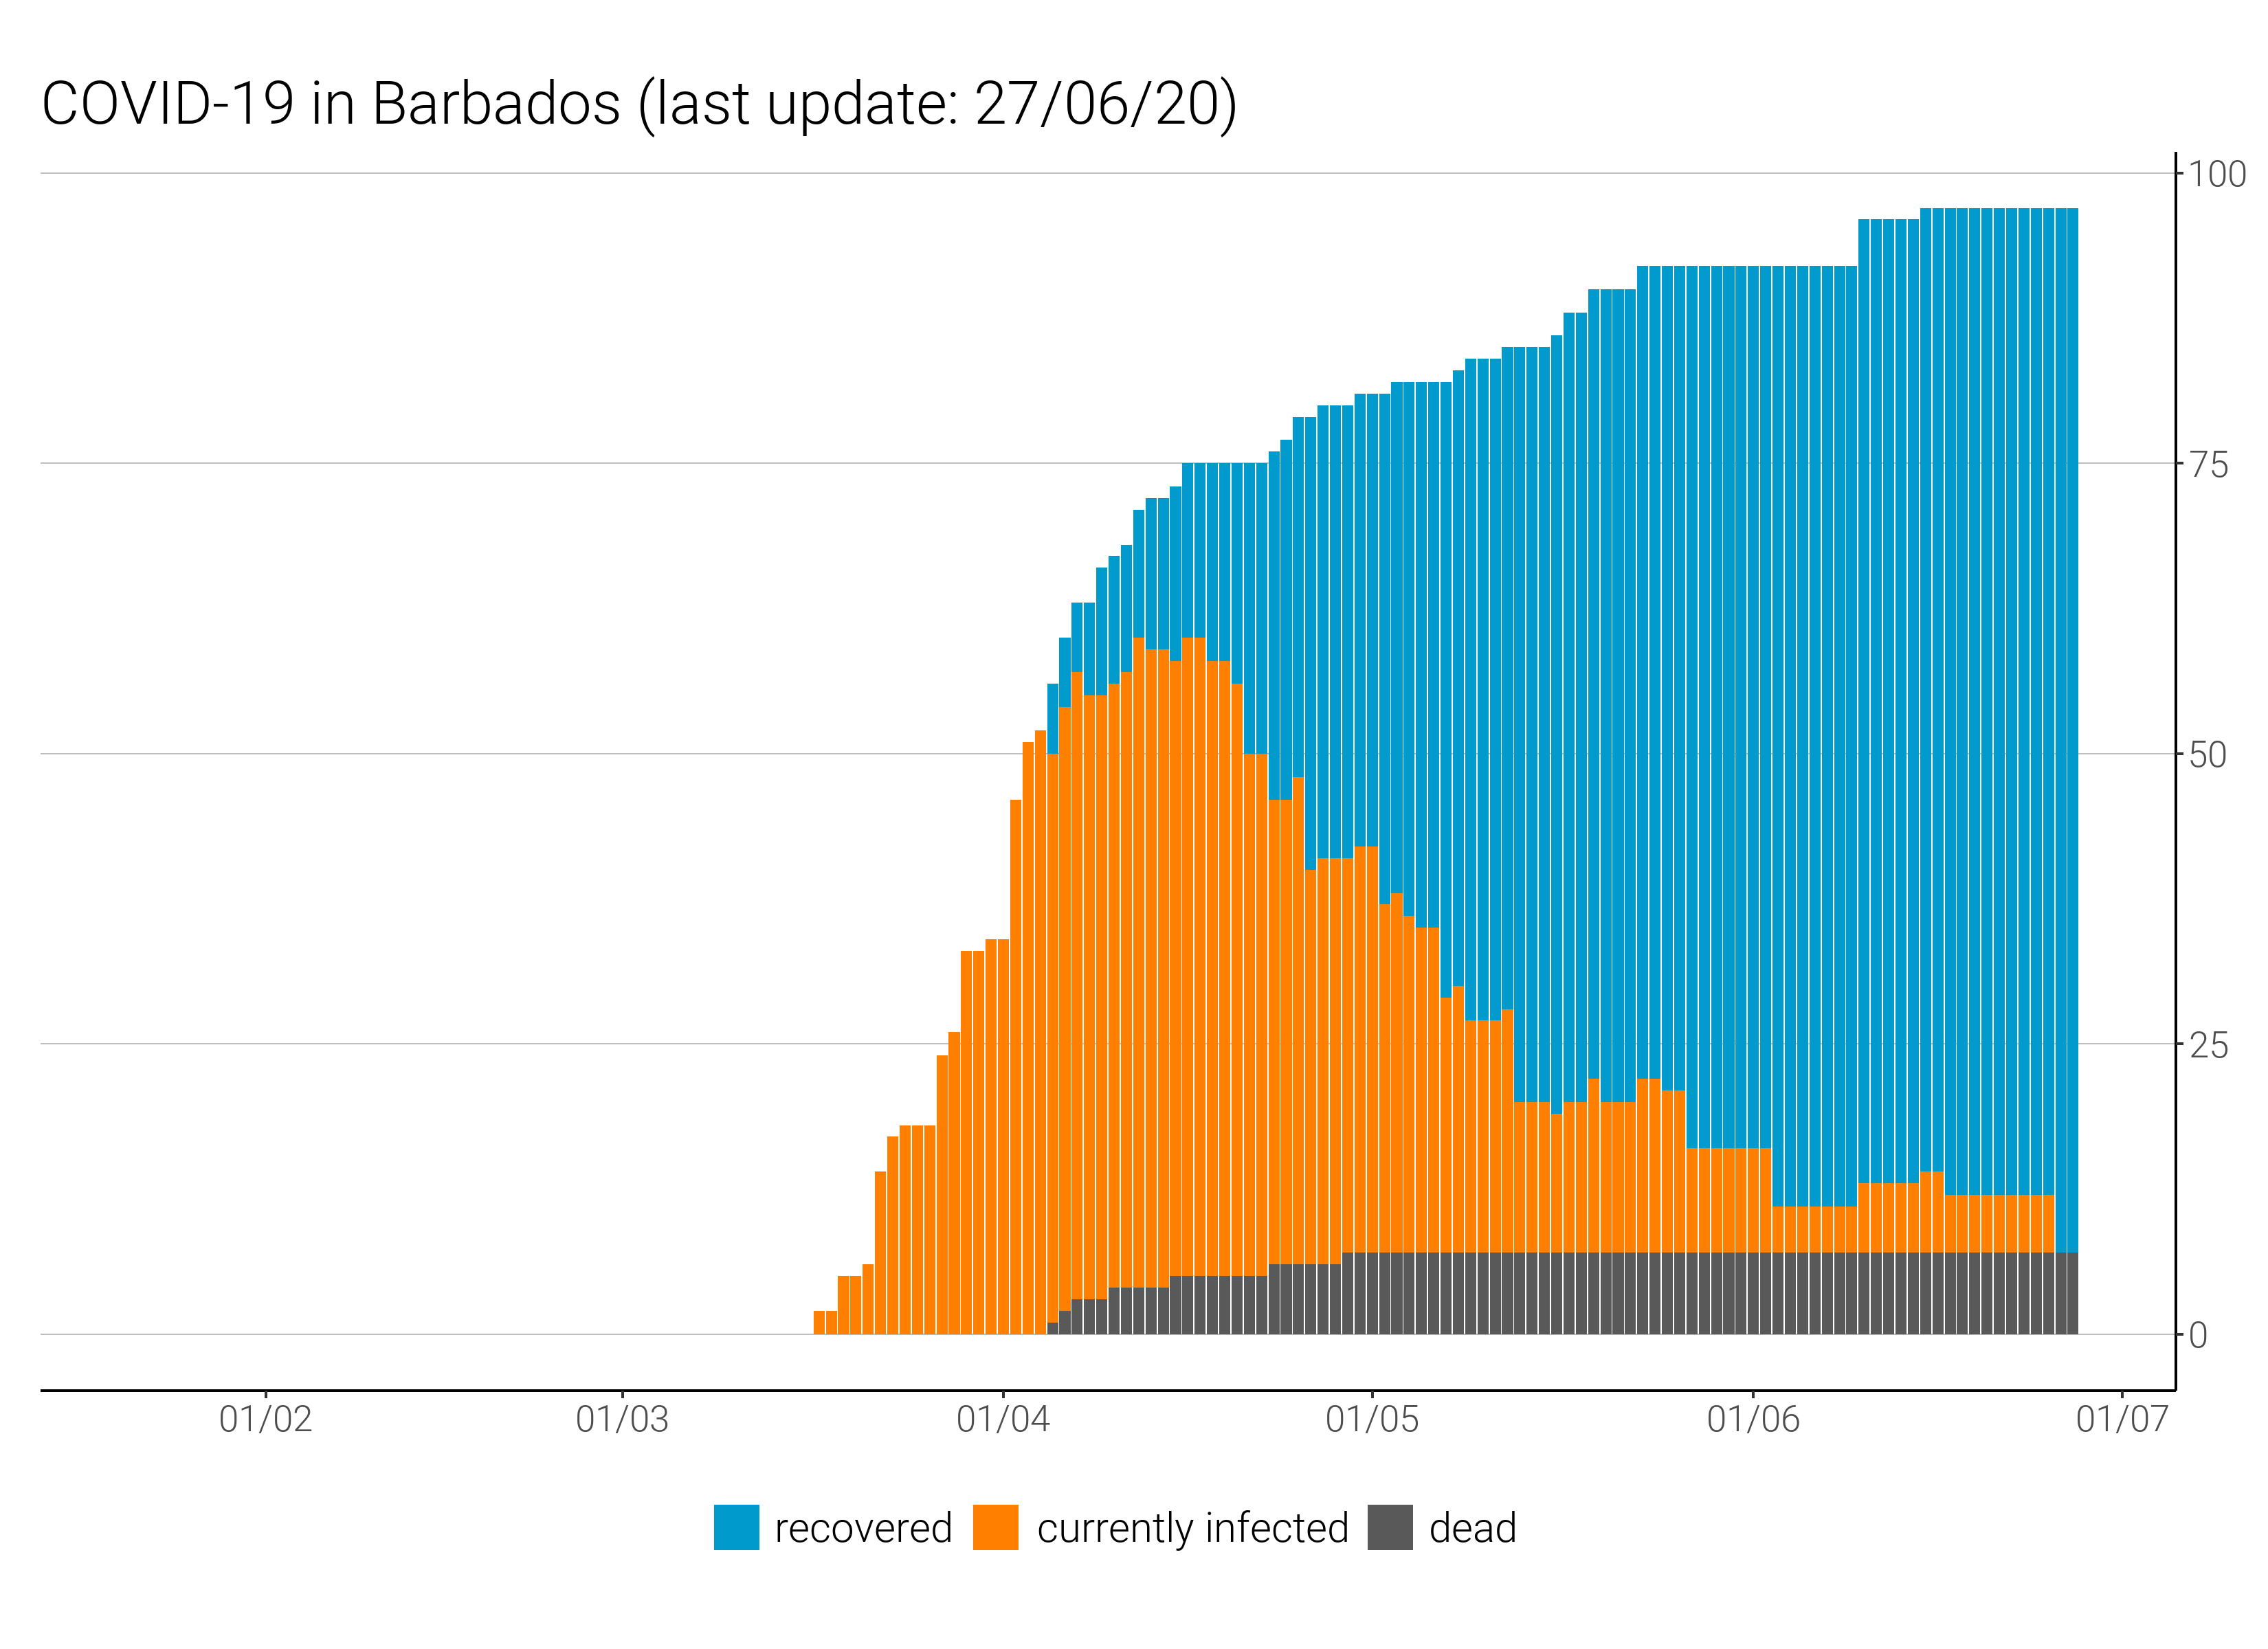 COVID-19 in Barbados (last update: 27/06/20)
100
75
50
25
0
01/02 01/03 01/04 01/05 01/06 01/07
recovered currently infected dead